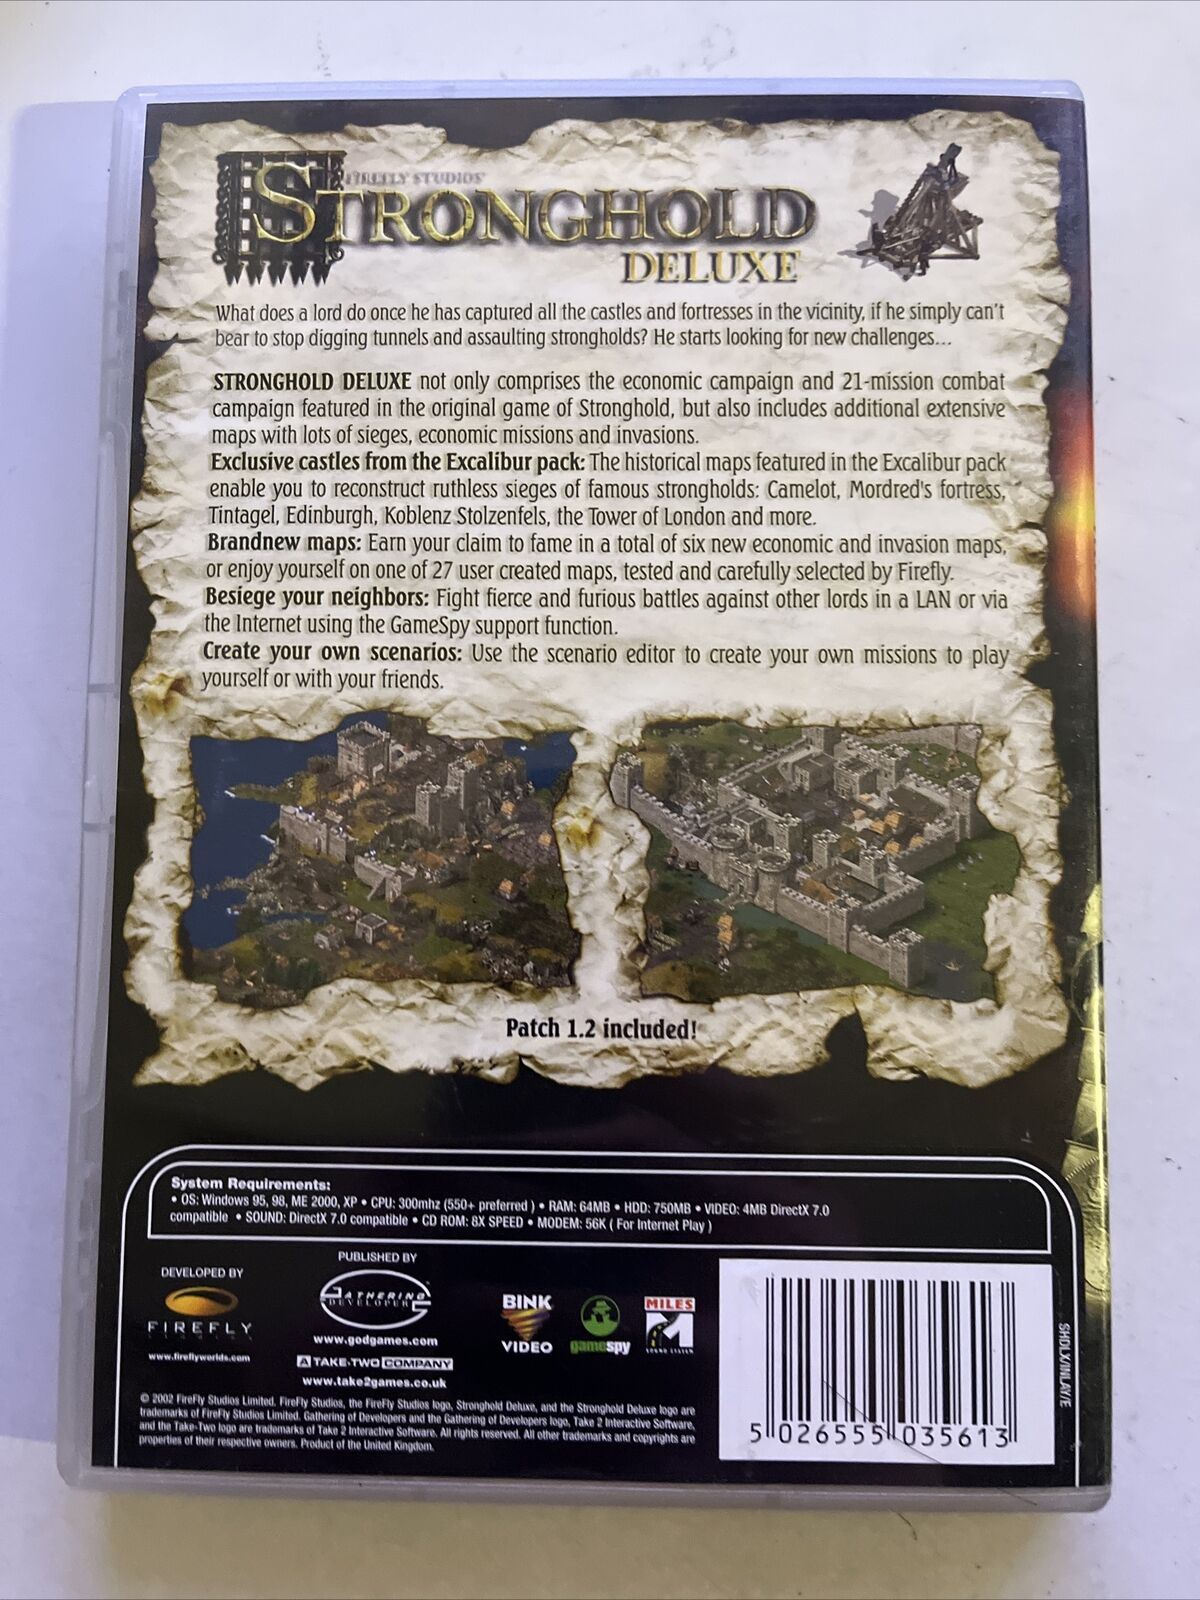 FIREFLY STUDIOS'
STRONGHOLD
DELUXE
What does a lord do once he has captured all the castles and fortresses in the vicinity, if he simply can't
bear to stop digging tunnels and assaulting strongholds? He starts looking for new challenges...
STRONGHOLD DELUXE not only comprises the economic campaign and 21-mission combat
campaign featured in the original game of Stronghold, but also includes additional extensive
maps with lots of sieges, economic missions and invasions.
Exclusive castles from the Excalibur pack: The historical maps featured in the Excalibur pack
enable you to reconstruct ruthless sieges of famous strongholds: Camelot, Mordred's fortress,
Tintagel, Edinburgh, Koblenz Stolzenfels, the Tower of London and more.
Brandnew maps: Earn your claim to fame in a total of six new economic and invasion maps,
or enjoy yourself on one of 27 user created maps, tested and carefully selected by Firefly.
Besiege your neighbors: Fight fierce and furious battles against other lords in a LAN or via
the Internet using the GameSpy support function.
Create your own scenarios: Use the scenario editor to create your own missions to play
yourself or with your friends.
Patch 1.2 included!
System Requirements:
• OS: Windows 95, 98, ME 2000, XP • CPU: 300mhz (550+ preferred ) • RAM: 64MB • HDD: 750MB • VIDEO: 4MB DirectX 7.0
compatible • SOUND: DirectX 7.0 compatible • CD ROM: 8X SPEED • MODEM: 56K ( For Internet Play )
DEVELOPED BY
FIREFLY
www.fireflyworlds.com
PUBLISHED BY
GATHERING
DEVELOPERS
www.godgames.com
A TAKE-TWO COMPANY
www.take2games.co.uk
BINK
VIDEO
gamespy
MILES
SOUND SYSTEM
© 2002 FireFly Studios Limited. FireFly Studios, the FireFly Studios logo, Stronghold Deluxe, and the Stronghold Deluxe logo are
trademarks of FireFly Studios Limited. Gathering of Developers and the Gathering of Developers logo, Take 2 Interactive Software,
and the Take-Two logo are trademarks of Take 2 Interactive Software. All rights reserved. All other trademarks and copyrights are
properties of their respective owners. Product of the United Kingdom.
5 026555 035613
SHDLX/INLAY/E